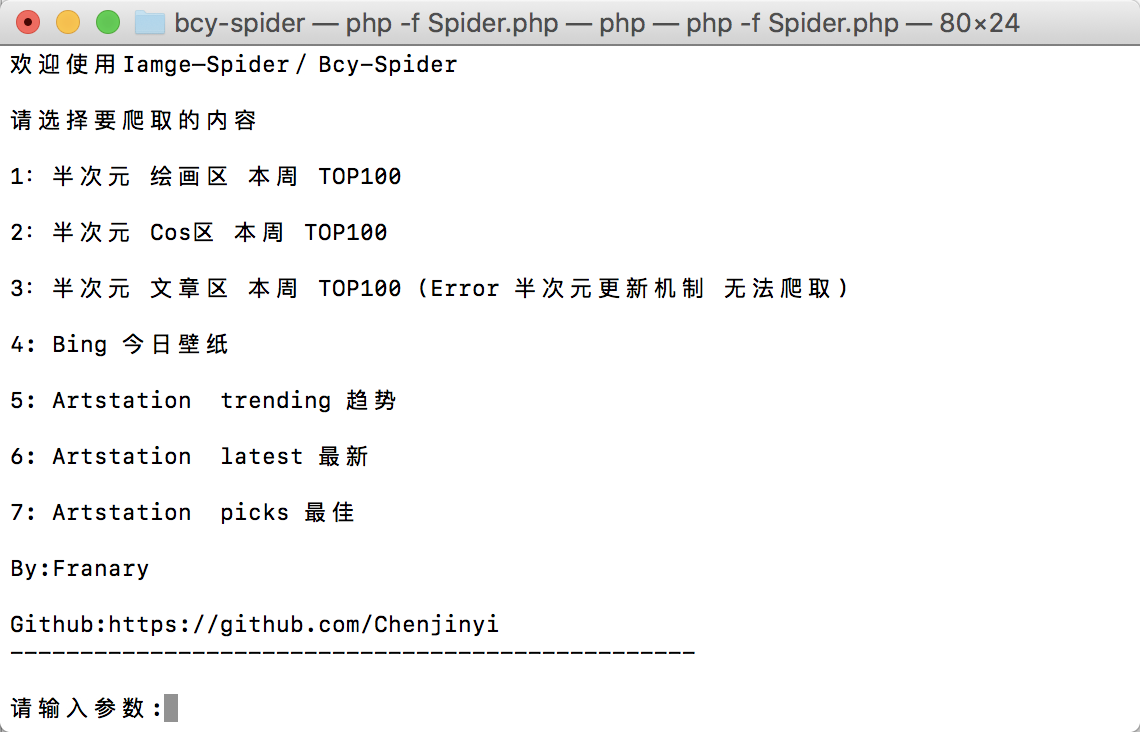 bcy-spider — php -f Spider.php — php — php -f Spider.php — 80×24
欢迎使用Iamge—Spider/ Bcy-Spider
请选择要爬取的内容
1: 半次元 绘画区 本周 TOP100
2: 半次元 Cos区 本周 TOP100
3: 半次元 文章区 本周 TOP100（Error 半次元更新机制 无法爬取）
4: Bing 今日壁纸
5: Artstation  trending 趋势
6: Artstation  latest 最新
7: Artstation  picks 最佳
By:Franary
Github:https://github.com/Chenjinyi
-------------------------------------------------
请输入参数: